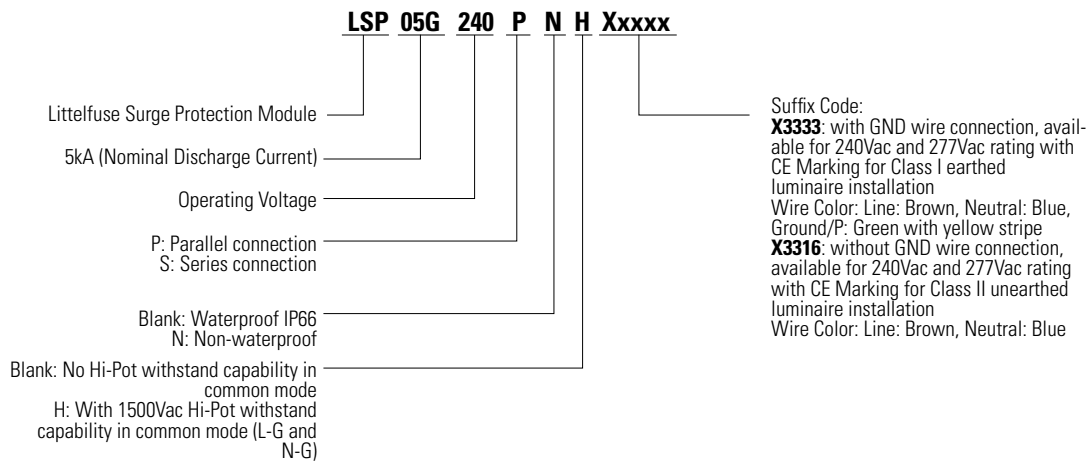 LSP 05G 240 P N H Xxxxx
Littelfuse Surge Protection Module
5kA (Nominal Discharge Current)
Operating Voltage
P: Parallel connection
S: Series connection
Blank: Waterproof IP66
N: Non-waterproof
Blank: No Hi-Pot withstand capability in
common mode
H: With 1500Vac Hi-Pot withstand
capability in common mode (L-G and
N-G)
Suffix Code:
X3333: with GND wire connection, avail-
able for 240Vac and 277Vac rating with
CE Marking for Class I earthed
luminaire installation
Wire Color: Line: Brown, Neutral: Blue,
Ground/P: Green with yellow stripe
X3316: without GND wire connection,
available for 240Vac and 277Vac rating
with CE Marking for Class II unearthed
luminaire installation
Wire Color: Line: Brown, Neutral: Blue